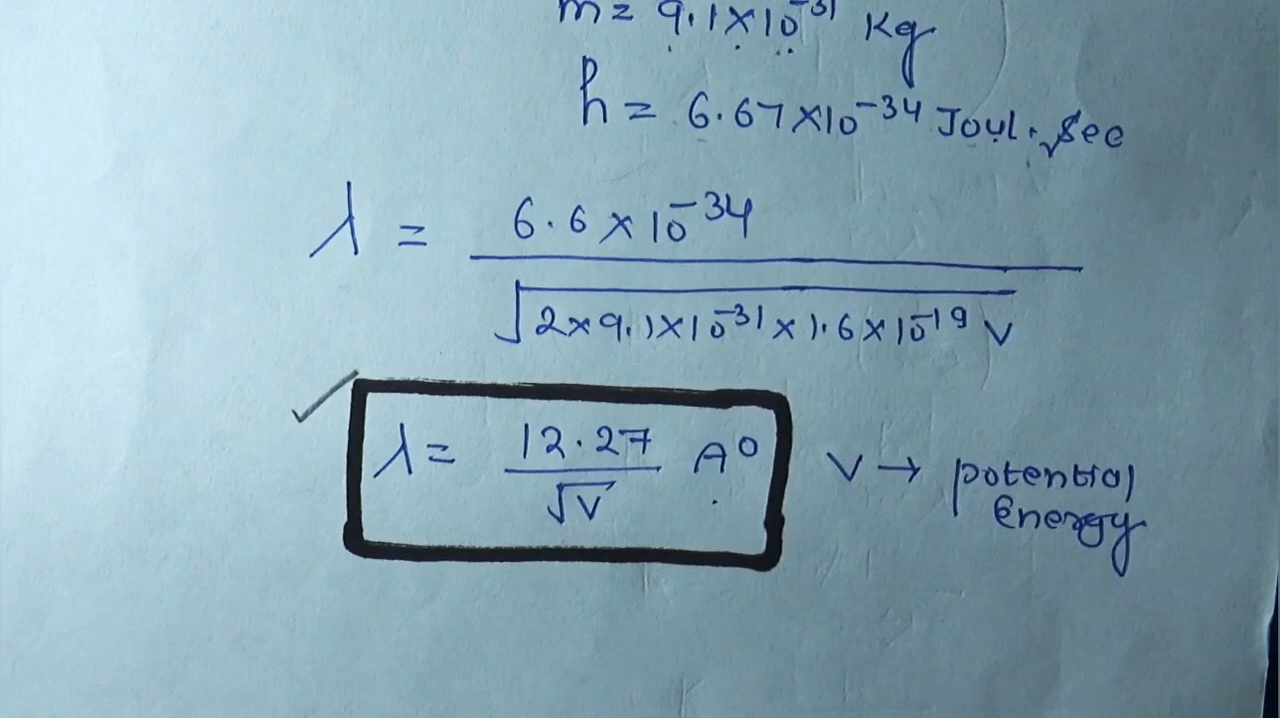 m = 9.1×10⁻³¹ Kg
h = 6.67×10⁻³⁴ Joul. Sec
λ = 6.6×10⁻³⁴ / √2×9.1×10⁻³¹×1.6×10⁻¹⁹ V
λ = 12.27 / √V A⁰ V → potential
Energy